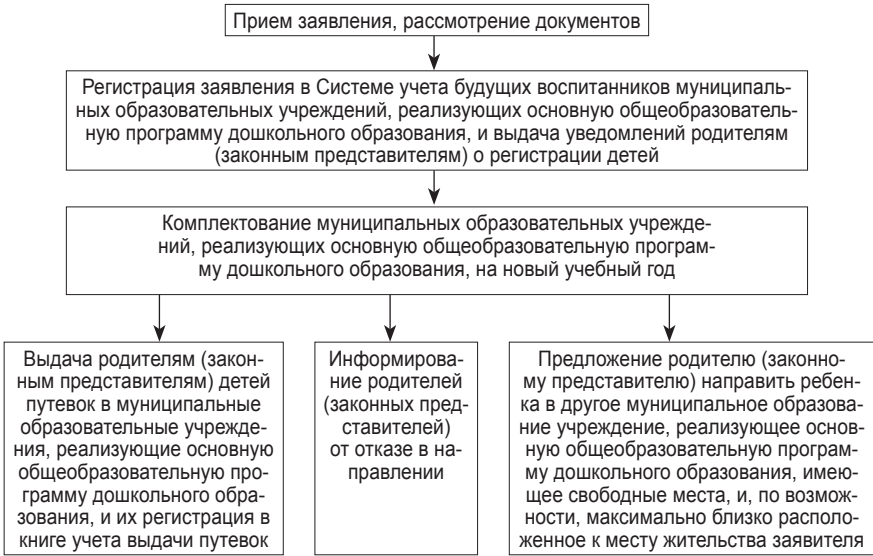 Прием заявления, рассмотрение документов
Регистрация заявления в Системе учета будущих воспитанников муниципаль-
ных образовательных учреждений, реализующих основную общеобразователь-
ную программу дошкольного образования, и выдача уведомлений родителям
(законным представителям) о регистрации детей
Комплектование муниципальных образовательных учрежде-
ний, реализующих основную общеобразовательную програм-
му дошкольного образования, на новый учебный год
Выдача родителям (закон-
ным представителям) детей
путевок в муниципальные
образовательные учрежде-
ния, реализующие основную
общеобразовательную про-
грамму дошкольного обра-
зования, и их регистрация в
книге учета выдачи путевок
Информирова-
ние родителей
(законных пред-
ставителей)
от отказе в на-
правлении
Предложение родителю (законно-
му представителю) направить ребен-
ка в другое муниципальное образова-
ние учреждение, реализующее основ-
ную общеобразовательную програм-
му дошкольного образования, имею-
щее свободные места, и, по возмож-
ности, максимально близко располо-
женное к месту жительства заявителя